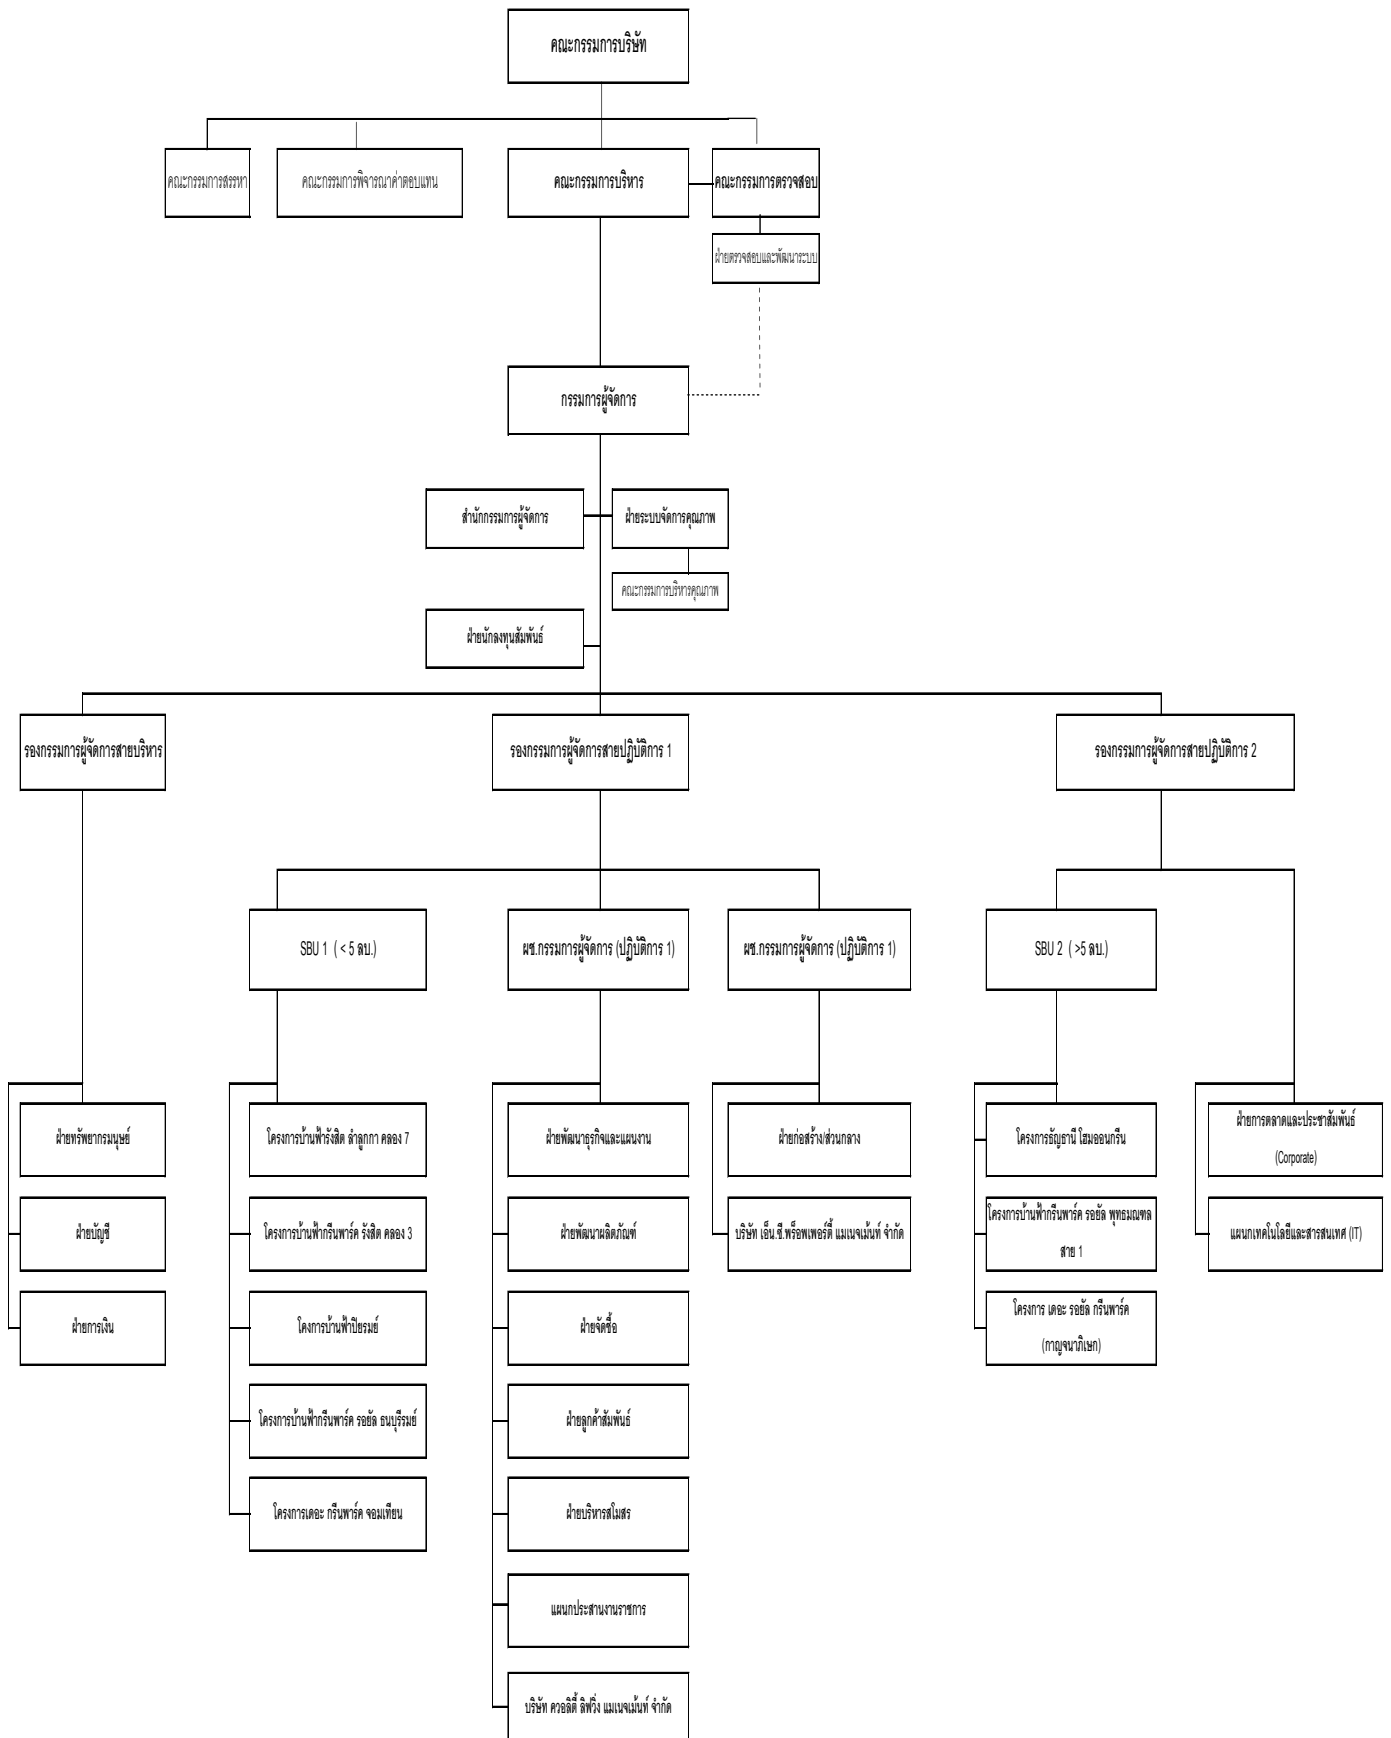 คณะกรรมการบริษัท
คณะกรรมการสรรหา
คณะกรรมการพิจารณาค่าตอบแทน
คณะกรรมการบริหาร
คณะกรรมการตรวจสอบ
ฝ่ายตรวจสอบและพัฒนาระบบ
กรรมการผู้จัดการ
สำนักกรรมการผู้จัดการ
ฝ่ายระบบจัดการคุณภาพ
คณะกรรมการบริหารคุณภาพ
ฝ่ายนักลงทุนสัมพันธ์
รองกรรมการผู้จัดการสายบริหาร
รองกรรมการผู้จัดการสายปฏิบัติการ 1
รองกรรมการผู้จัดการสายปฏิบัติการ 2
SBU 1 ( < 5 ลบ.)
ผช.กรรมการผู้จัดการ (ปฏิบัติการ 1)
ผช.กรรมการผู้จัดการ (ปฏิบัติการ 1)
SBU 2 ( >5 ลบ.)
ฝ่ายทรัพยากรมนุษย์
ฝ่ายบัญชี
ฝ่ายการเงิน
โครงการบ้านฟ้ารังสิต ลำลูกกา คลอง 7
โครงการบ้านฟ้ากรีนพาร์ค รังสิต คลอง 3
โคงการบ้านฟ้าปิยรมย์
โครงการบ้านฟ้ากรีนพาร์ค รอยัล ธนบุรีรมย์
โครงการเดอะ กรีนพาร์ค จอมเทียน
ฝ่ายพัฒนาธุรกิจและแผนงาน
ฝ่ายพัฒนาผลิตภัณฑ์
ฝ่ายจัดซื้อ
ฝ่ายลูกค้าสัมพันธ์
ฝ่ายบริหารสโมสร
แผนกประสานงานราชการ
บริษัท ควอลิตี้ ลิฟวิ่ง แมเนจเม้นท์ จำกัด
ฝ่ายก่อสร้าง/ส่วนกลาง
บริษัท เอ็น.ซี.พร็อพเพอร์ตี้ แมเนจเม้นท์ จำกัด
โครงการธัญธานี โฮมออนกรีน
โครงการบ้านฟ้ากรีนพาร์ค รอยัล พุทธมณฑล
สาย 1
โครงการ เดอะ รอยัล กรีนพาร์ค
(กาญจนาภิเษก)
ฝ่ายการตลาดและประชาสัมพันธ์
(Corporate)
แผนกเทคโนโลยีและสารสนเทศ (IT)